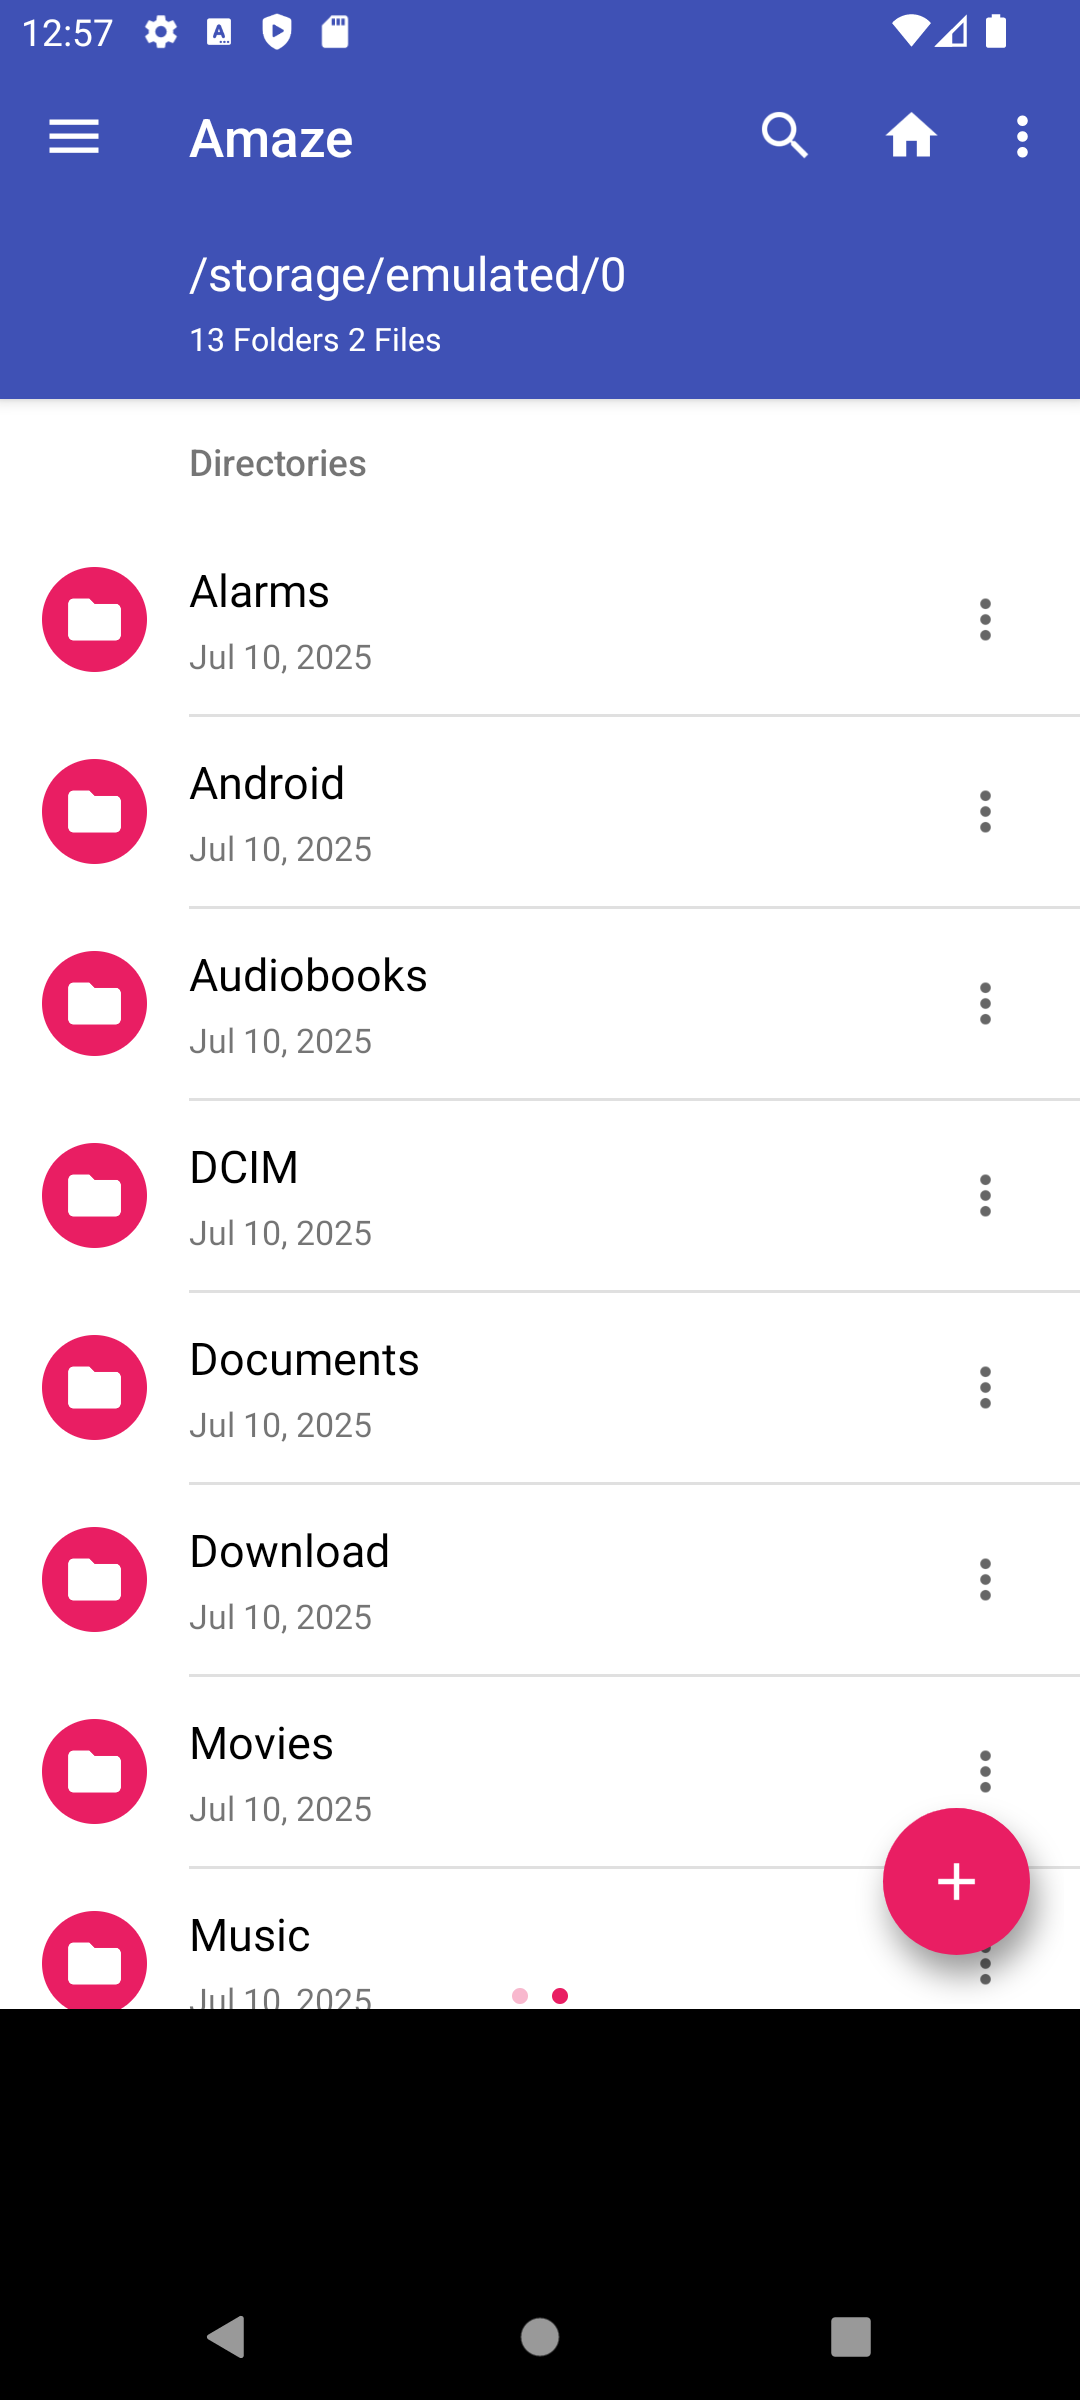 12:57
Amaze
/storage/emulated/0
13 Folders 2 Files
Directories
Alarms
Jul 10, 2025
Android
Jul 10, 2025
Audiobooks
Jul 10, 2025
DCIM
Jul 10, 2025
Documents
Jul 10, 2025
Download
Jul 10, 2025
Movies
Jul 10, 2025
Music
Jul 10, 2025